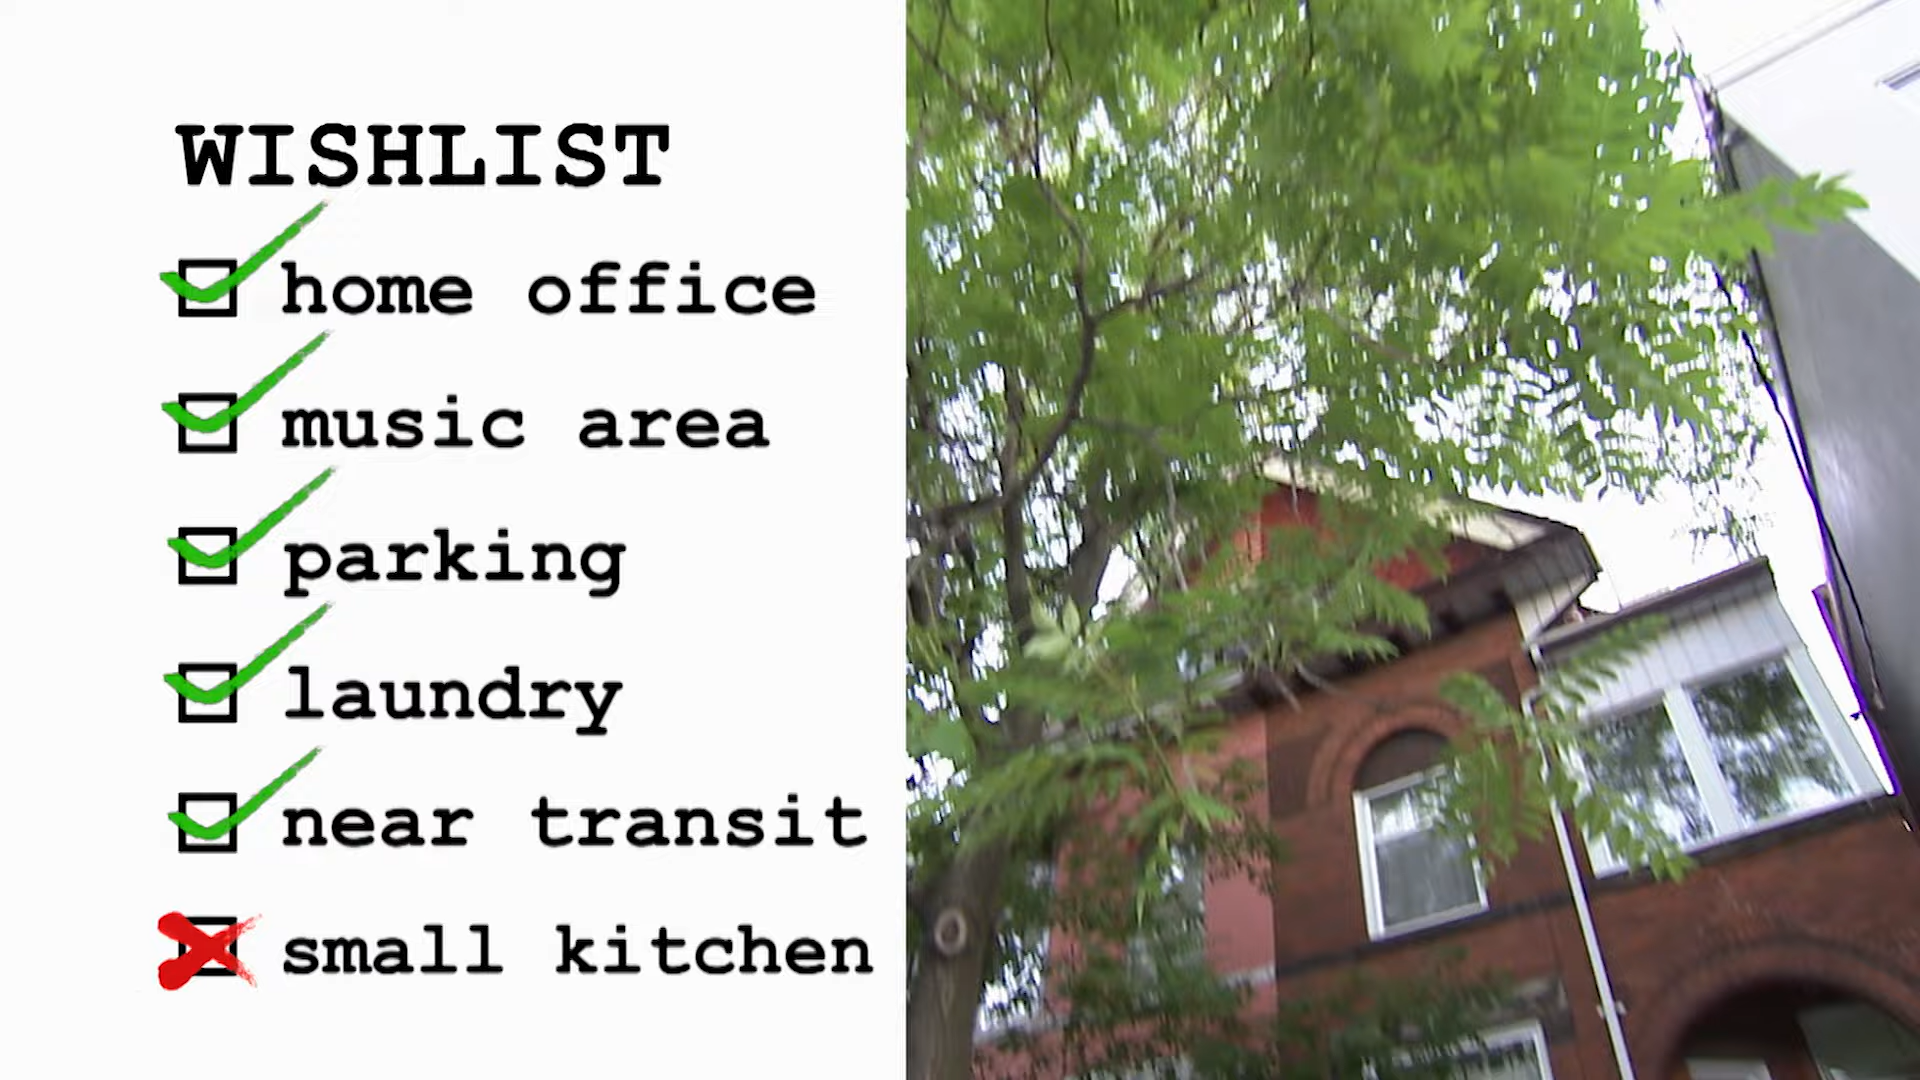 WISHLIST
home office
music area
parking
laundry
near transit
small kitchen